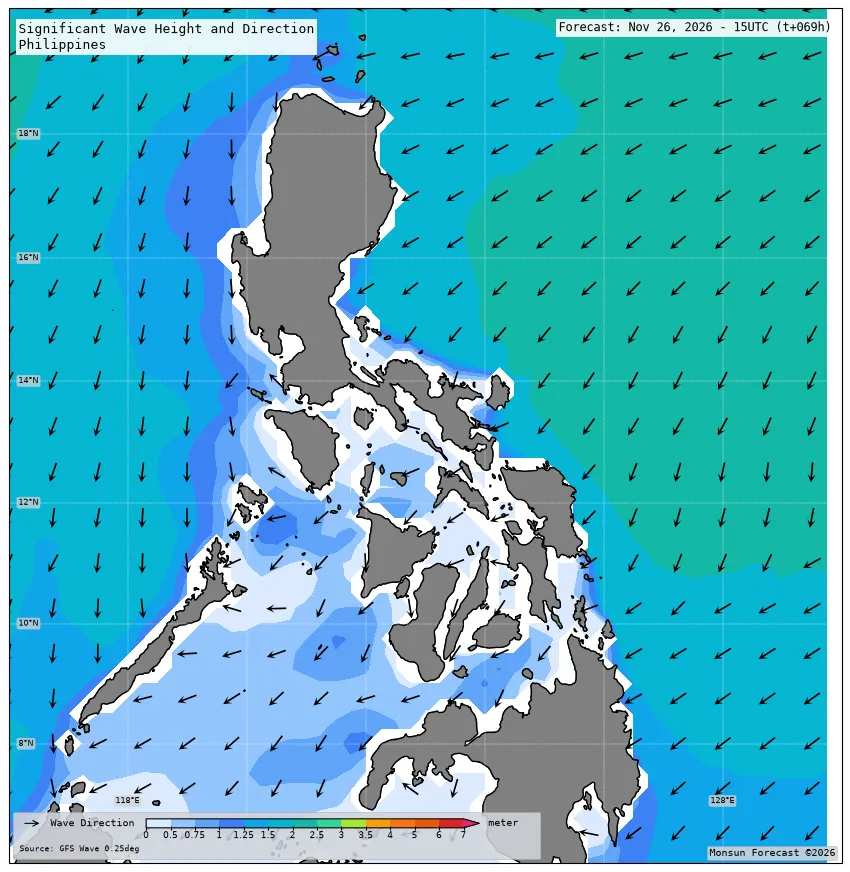 Significant Wave Height and Direction
Philippines
Forecast: Nov 26, 2026 - 15UTC (t+069h)
18°N
16°N
14°N
12°N
10°N
8°N
118°E
128°E
Wave Direction
0 0.5 0.75 1 1.25 1.5 2 2.5 3 3.5 4 5 6 7
meter
Source: GFS Wave 0.25deg
Monsun Forecast ©2026